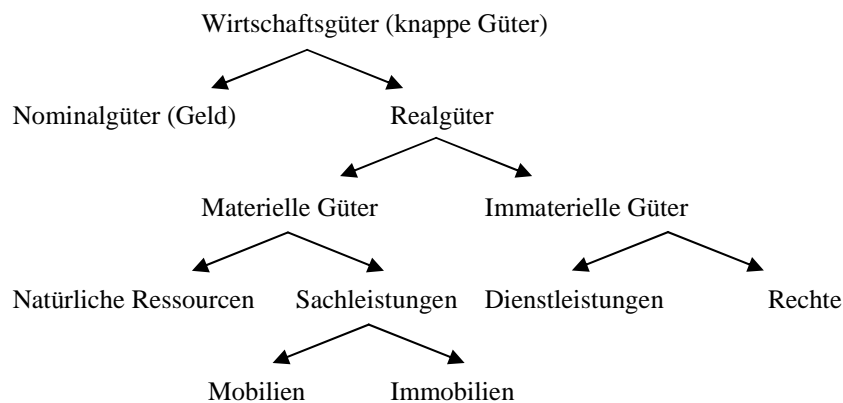 Wirtschaftsgüter (knappe Güter)
Nominalgüter (Geld) Realgüter
Materielle Güter Immaterielle Güter
Natürliche Ressourcen Sachleistungen Dienstleistungen Rechte
Mobilien Immobilien